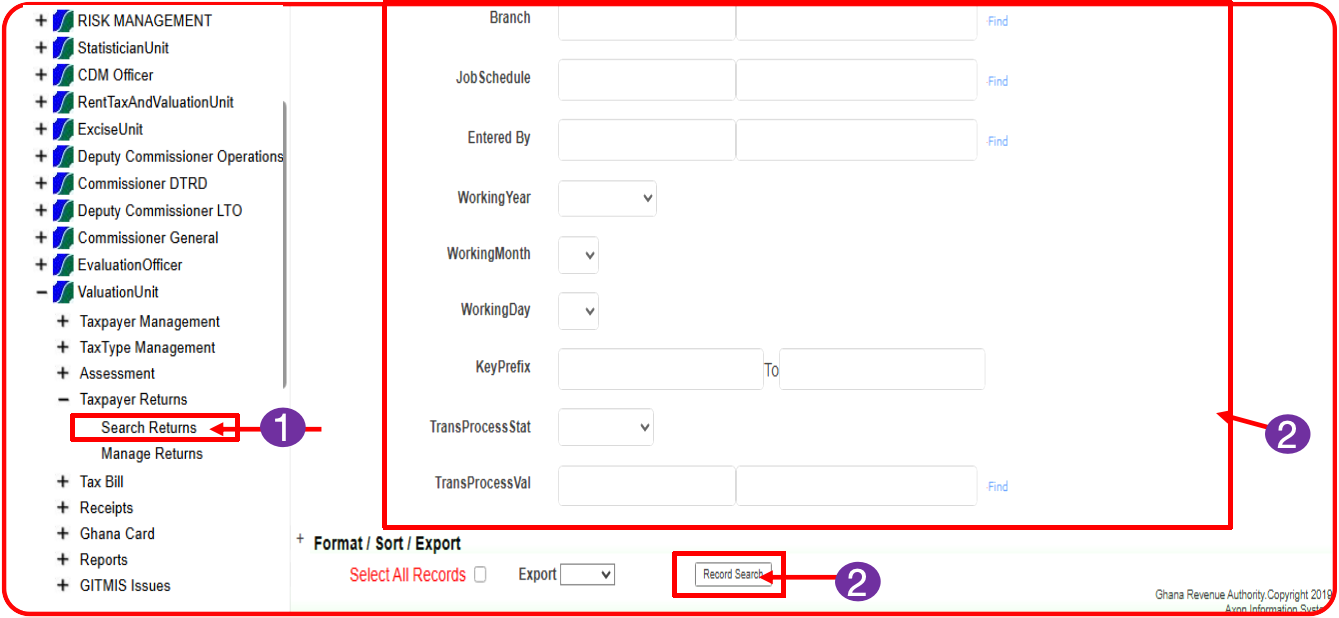 RISK MANAGEMENT
StatisticianUnit
CDM Officer
RentTaxAndValuationUnit
ExciseUnit
Deputy Commissioner Operations
Commissioner DTRD
Deputy Commissioner LTO
Commissioner General
EvaluationOfficer
ValuationUnit
Taxpayer Management
TaxType Management
Assessment
Taxpayer Returns
Search Returns
1
Manage Returns
Tax Bill
Receipts
Ghana Card
Reports
GITMIS Issues
Branch Find
JobSchedule Find
Entered By Find
WorkingYear
WorkingMonth
WorkingDay
KeyPrefix To
TransProcessStat
2
TransProcessVal Find
+ Format / Sort / Export
Select All Records Export Record Search
2
Ghana Revenue Authority.Copyright 2019
Axon Information Syste